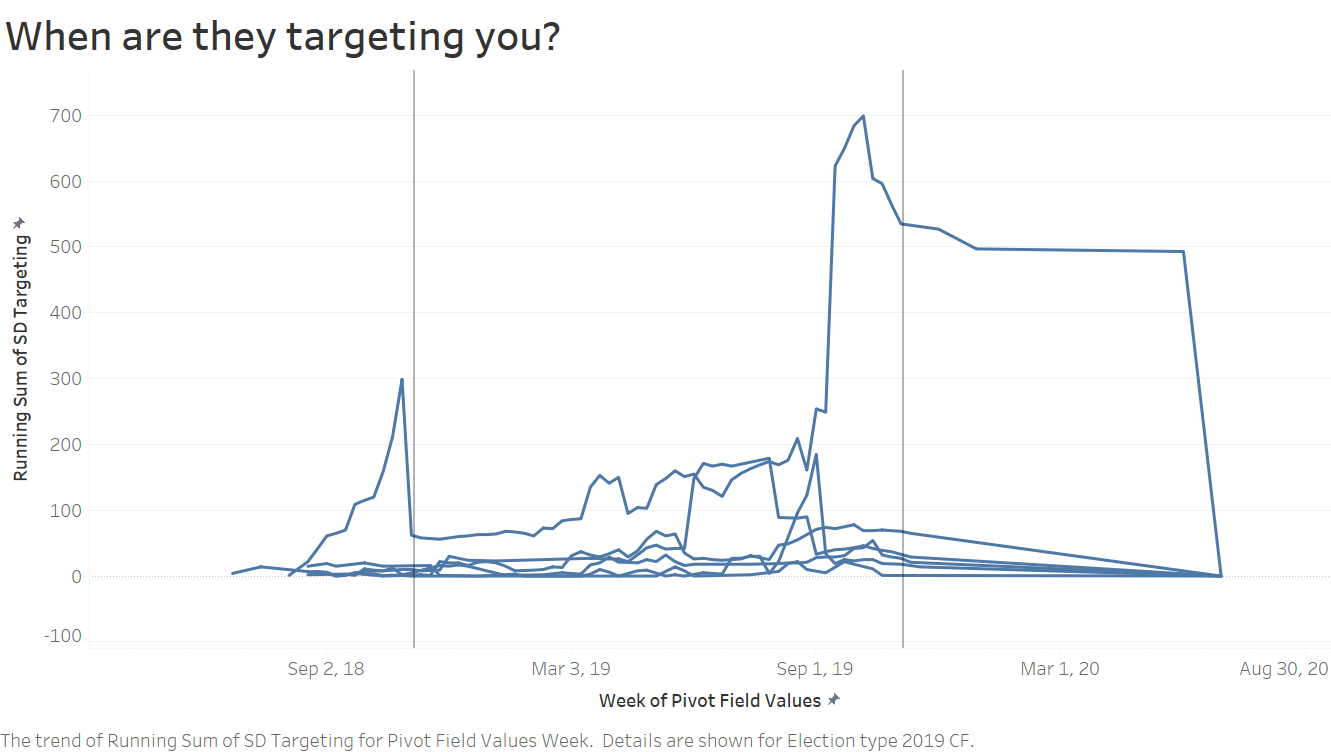 When are they targeting you?
Running Sum of SD Targeting
700
600
500
400
300
200
100
0
-100
Sep 2, 18 Mar 3, 19 Sep 1, 19 Mar 1, 20 Aug 30, 20
Week of Pivot Field Values
The trend of Running Sum of SD Targeting for Pivot Field Values Week.  Details are shown for Election type 2019 CF.